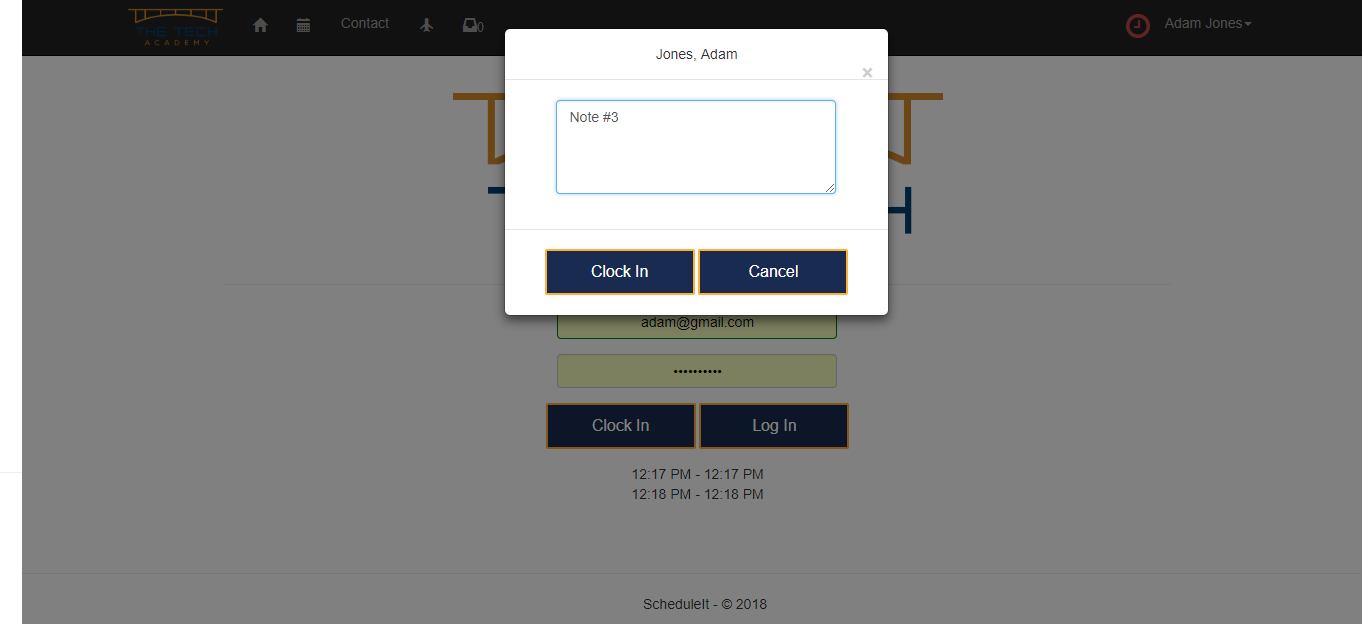 THE TECH
ACADEMY
Contact
0
Adam Jones
Jones, Adam
×
Note #3
Clock In
Cancel
adam@gmail.com
••••••••••
Clock In
Log In
12:17 PM - 12:17 PM
12:18 PM - 12:18 PM
ScheduleIt - © 2018